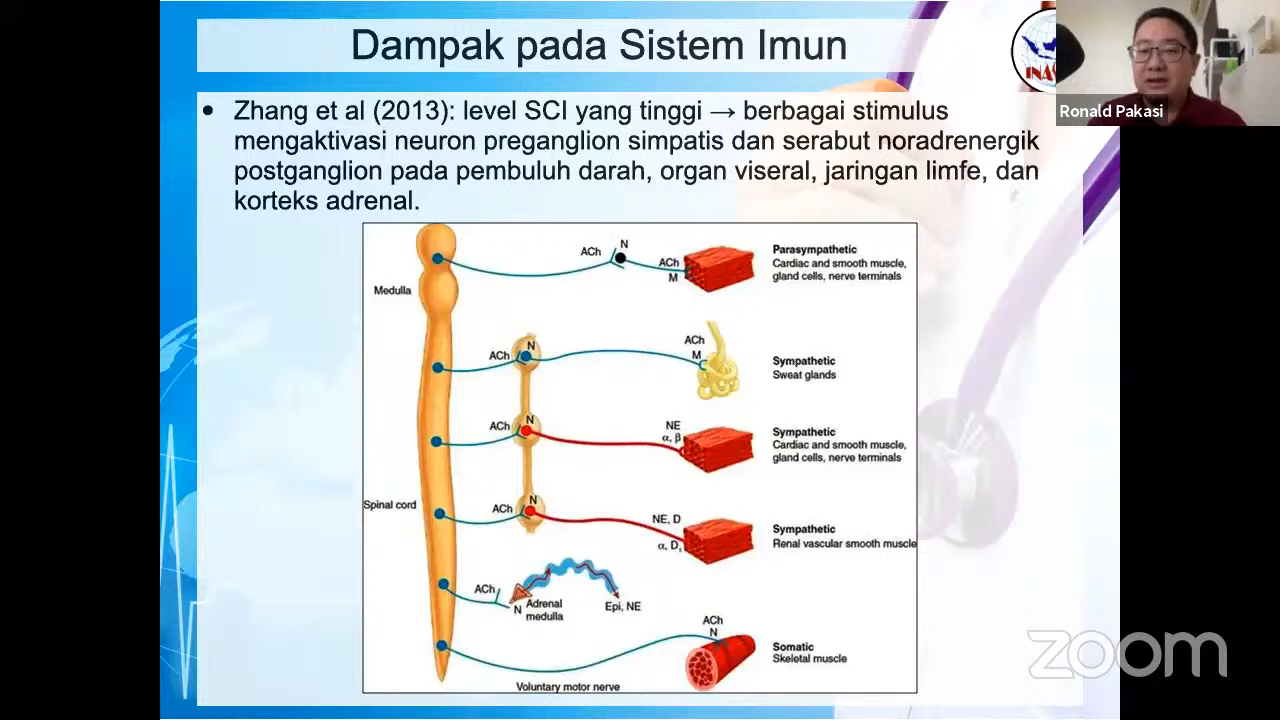 Dampak pada Sistem Imun
Ronald Pakasi
• Zhang et al (2013): level SCI yang tinggi → berbagai stimulus
mengaktivasi neuron preganglion simpatis dan serabut noradrenergik
postganglion pada pembuluh darah, organ viseral, jaringan limfe, dan
korteks adrenal.
Medulla
ACh
N
ACh
M
Parasympathetic
Cardiac and smooth muscle,
gland cells, nerve terminals
ACh
N
ACh
M
Sympathetic
Sweat glands
ACh
N
NE
α, β
Sympathetic
Cardiac and smooth muscle,
gland cells, nerve terminals
Spinal cord
ACh
N
NE, D
α, D₁
Sympathetic
Renal vascular smooth muscle
ACh
N
Adrenal
medulla
Epi, NE
Voluntary motor nerve
ACh
N
Somatic
Skeletal muscle
zoom